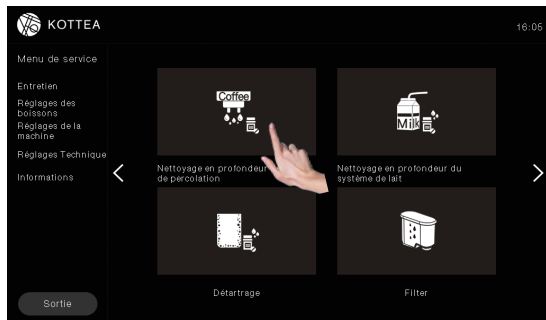 KOTTEA
16:05
Menu de service
Entretien
Réglages des
boissons
Réglages de la
machine
Réglages Technique
Informations
Sortie
Coffee
Milk
Nettoyage en profondeur
de percolation
Nettoyage en profondeur du
système de lait
Détartrage
Filter